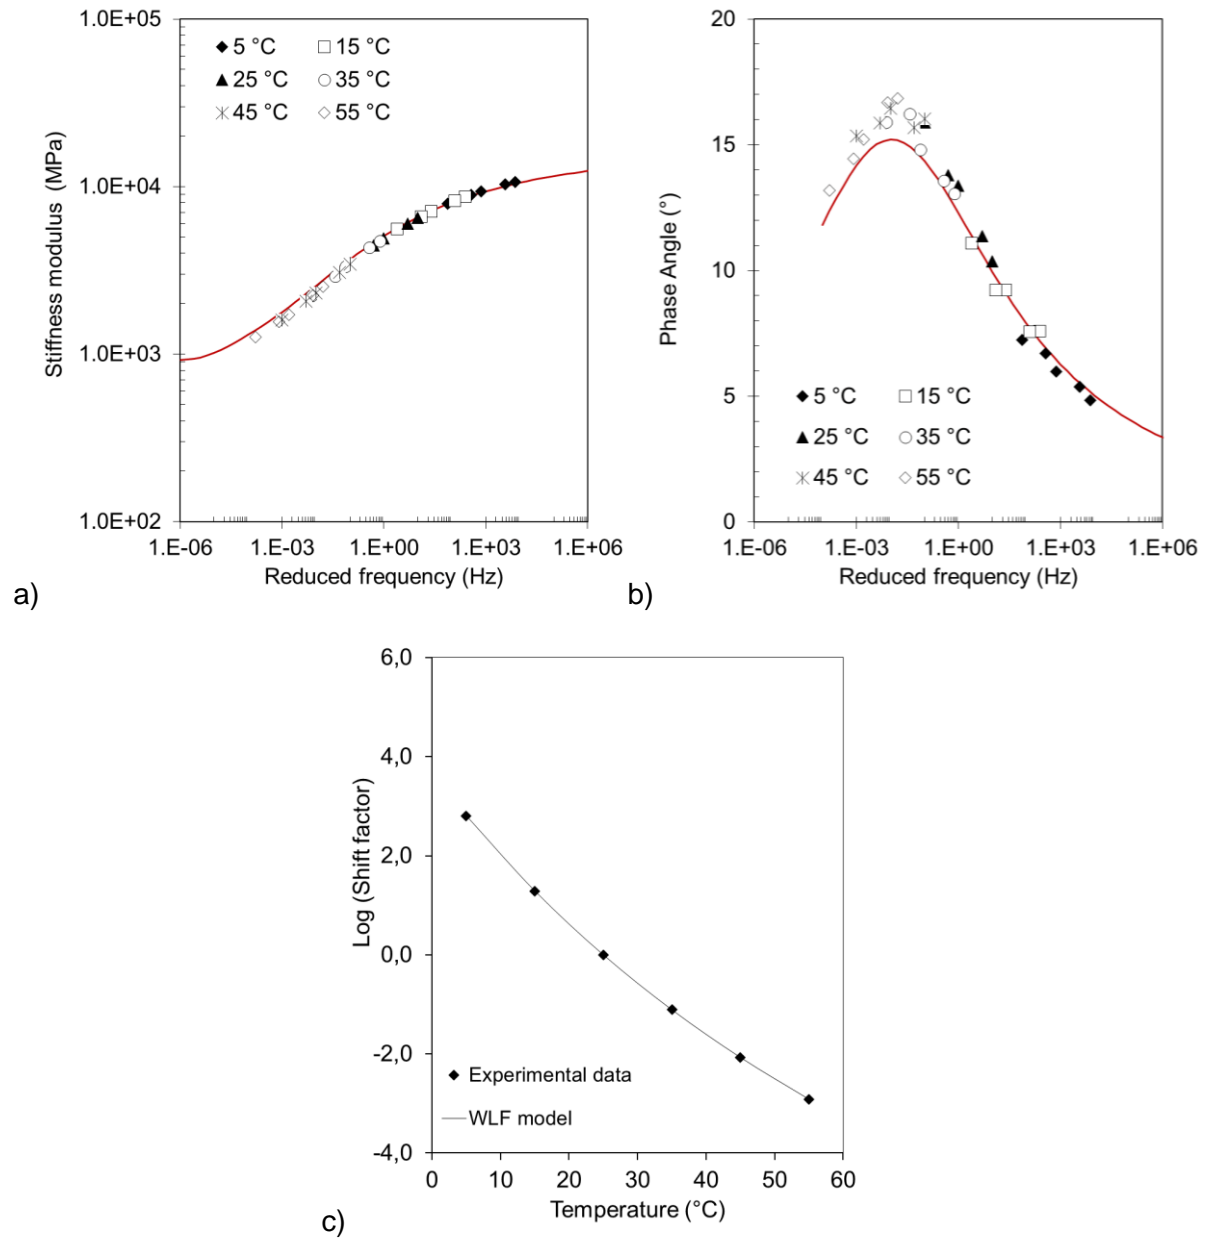 1.0E+05
5 °C 15 °C
25 °C 35 °C
45 °C 55 °C
1.0E+04
1.0E+03
1.0E+02
Stiffness modulus (MPa)
1.E-06 1.E-03 1.E+00 1.E+03 1.E+06
Reduced frequency (Hz)
a)
20
15
10
5
0
Phase Angle (°)
5 °C 15 °C
25 °C 35 °C
45 °C 55 °C
1.E-06 1.E-03 1.E+00 1.E+03 1.E+06
Reduced frequency (Hz)
b)
6,0
4,0
2,0
0,0
-2,0
-4,0
Log (Shift factor)
Experimental data
WLF model
0 10 20 30 40 50 60
Temperature (°C)
c)